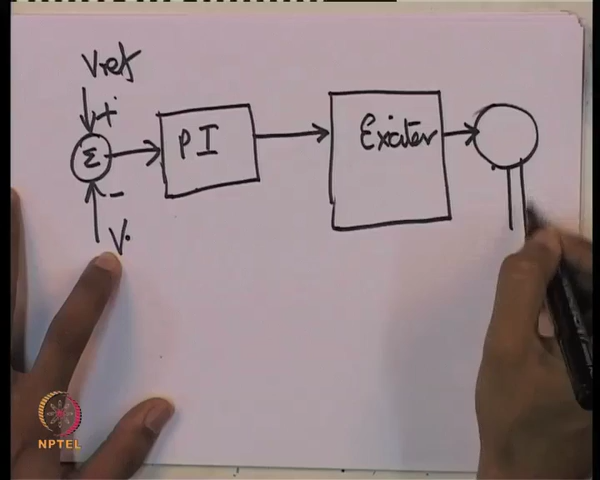 Vref
+
Σ
PI
Exciter
-
V
NPTEL